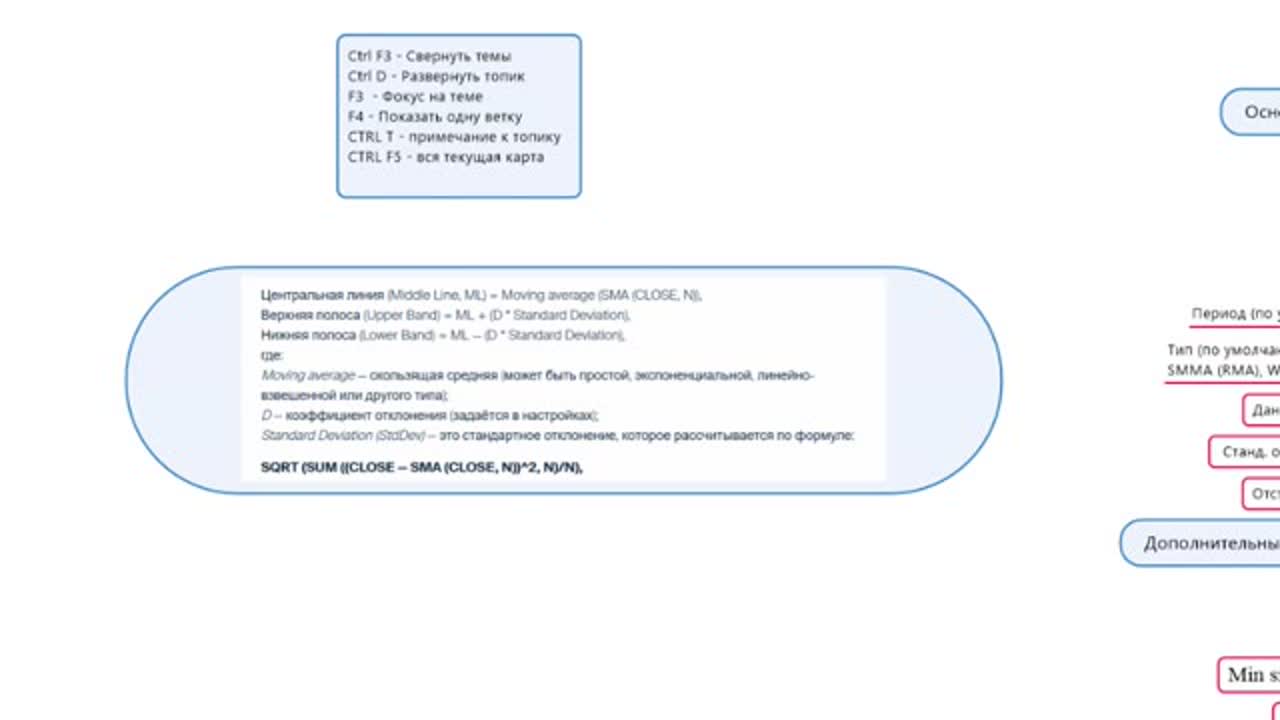 Ctrl F3 - Свернуть темы
Ctrl D - Развернуть топик
F3 - Фокус на теме
F4 - Показать одну ветку
CTRL T - примечание к топику
CTRL F5 - вся текущая карта
Центральная линия (Middle Line, ML) = Moving average (SMA (CLOSE, N)),
Верхняя полоса (Upper Band) = ML + (D * Standard Deviation),
Нижняя полоса (Lower Band) = ML – (D * Standard Deviation),
где:
Moving average – скользящая средняя (может быть простой, экспоненциальной, линейно-
взвешенной или другого типа);
D – коэффициент отклонения (задаётся в настройках);
Standard Deviation (StdDev) – это стандартное отклонение, которое рассчитывается по формуле:
SQRT (SUM ((CLOSE – SMA (CLOSE, N))^2, N)/N),
Период (по
Тип (по
SMMA (RMA),
Станд.
Min